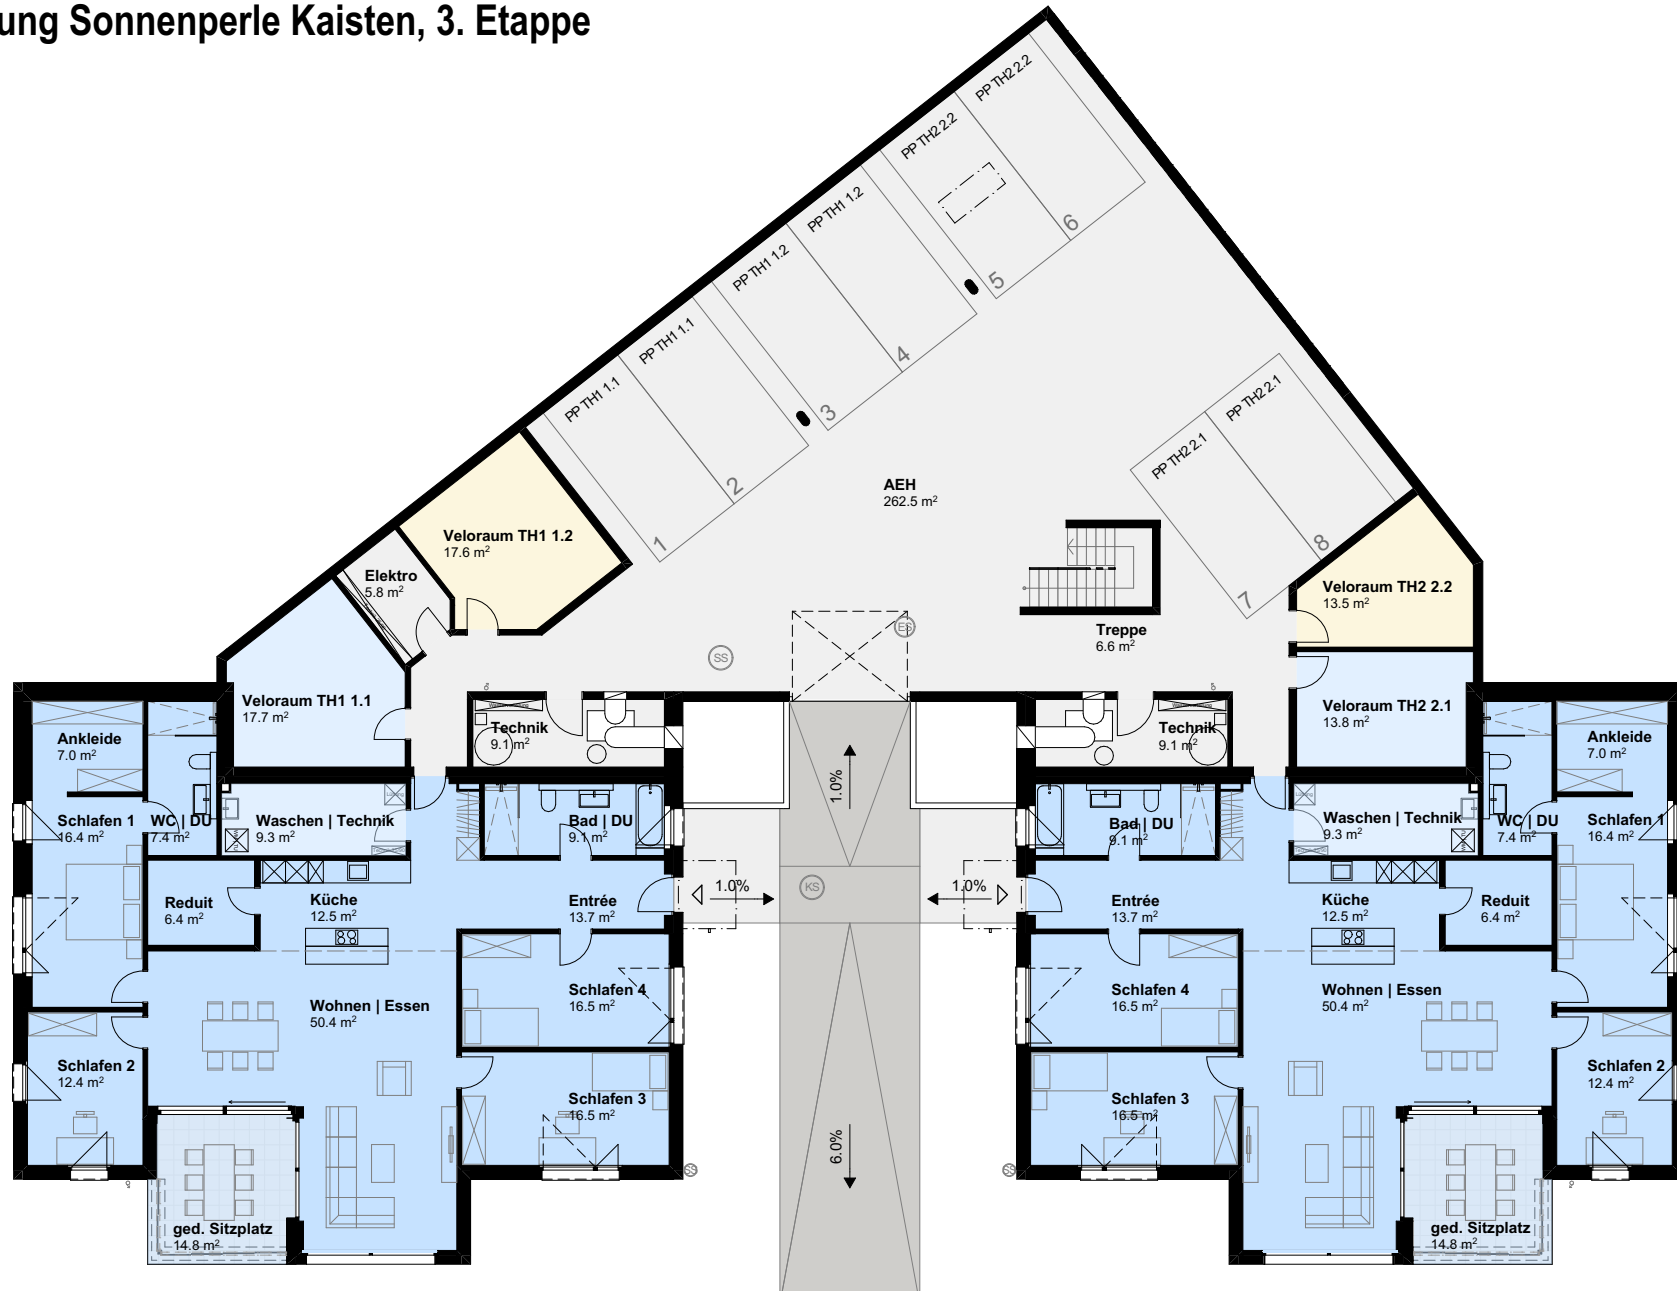 ung Sonnenperle Kaisten, 3. Etappe
PP TH2 2.2
PP TH2 2.2
6
5
PP TH1 1.2
PP TH1 1.2
4
3
PP TH1 1.1
PP TH1 1.1
2
1
PP TH2 2.1
PP TH2 2.1
8
7
AEH
262.5 m²
Veloraum TH1 1.2
17.6 m²
Elektro
5.8 m²
Veloraum TH1 1.1
17.7 m²
Veloraum TH2 2.2
13.5 m²
Veloraum TH2 2.1
13.8 m²
Treppe
6.6 m²
SS
ES
Technik
9.1 m²
Technik
9.1 m²
Ankleide
7.0 m²
Schlafen 1
16.4 m²
WC | DU
7.4 m²
Waschen | Technik
9.3 m²
Bad | DU
9.1 m²
Reduit
6.4 m²
Küche
12.5 m²
Entrée
13.7 m²
Schlafen 4
16.5 m²
Wohnen | Essen
50.4 m²
Schlafen 2
12.4 m²
Schlafen 3
16.5 m²
ged. Sitzplatz
14.8 m²
SS
1.0%
1.0%
KS
1.0%
6.0%
SS
Bad | DU
9.1 m²
Waschen | Technik
9.3 m²
WC | DU
7.4 m²
Ankleide
7.0 m²
Schlafen 1
16.4 m²
Entrée
13.7 m²
Küche
12.5 m²
Reduit
6.4 m²
Schlafen 4
16.5 m²
Wohnen | Essen
50.4 m²
Schlafen 2
12.4 m²
Schlafen 3
16.5 m²
ged. Sitzplatz
14.8 m²